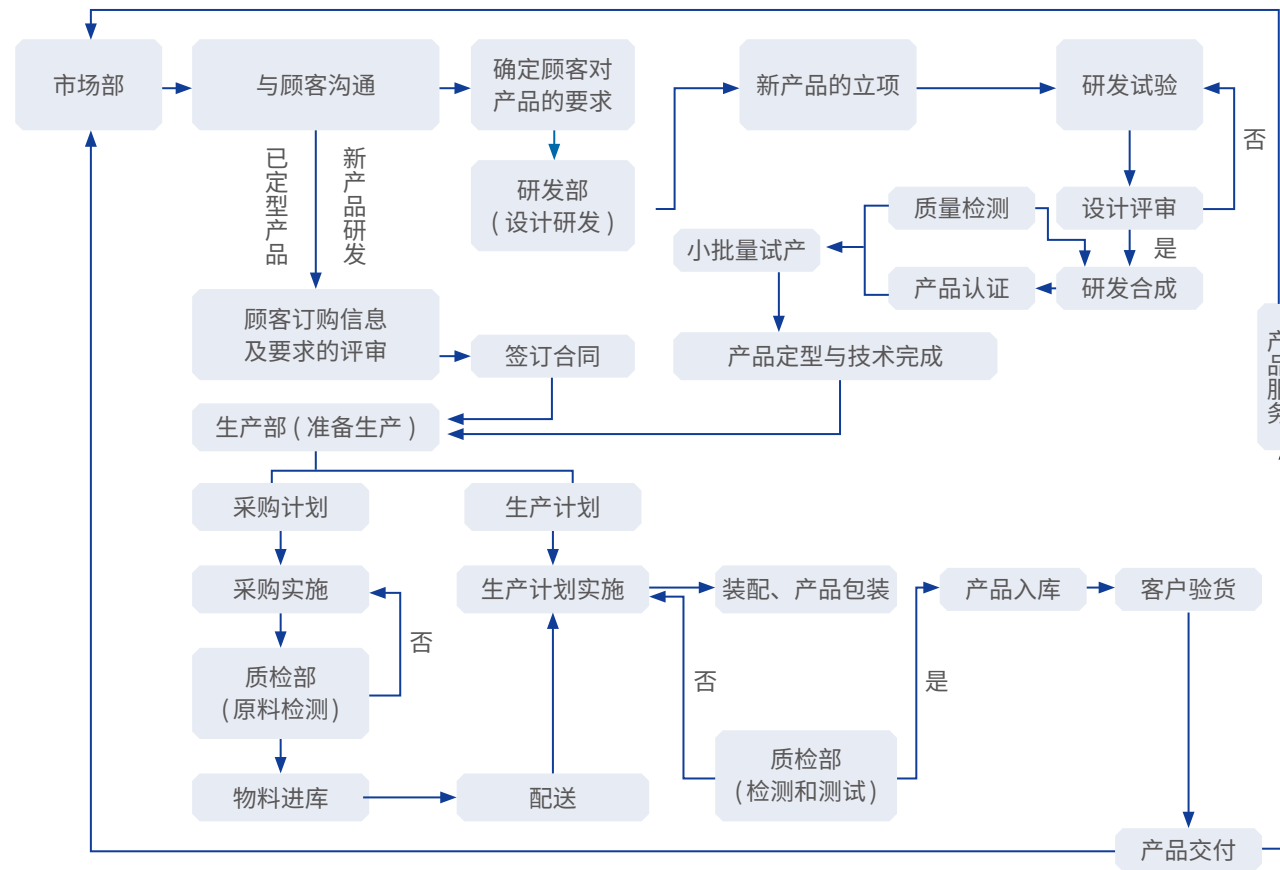 市场部
与顾客沟通
确定顾客对
产品的要求
新产品的立项
研发试验
否
已定型产品
新产品研发
研发部
(设计研发)
质量检测
设计评审
小批量试产
是
产品认证
研发合成
顾客订购信息
及要求的评审
签订合同
产品定型与技术完成
产品服务
生产部(准备生产)
采购计划
生产计划
采购实施
生产计划实施
装配、产品包装
产品入库
客户验货
否
质检部
(原料检测)
否
是
质检部
(检测和测试)
物料进库
配送
产品交付